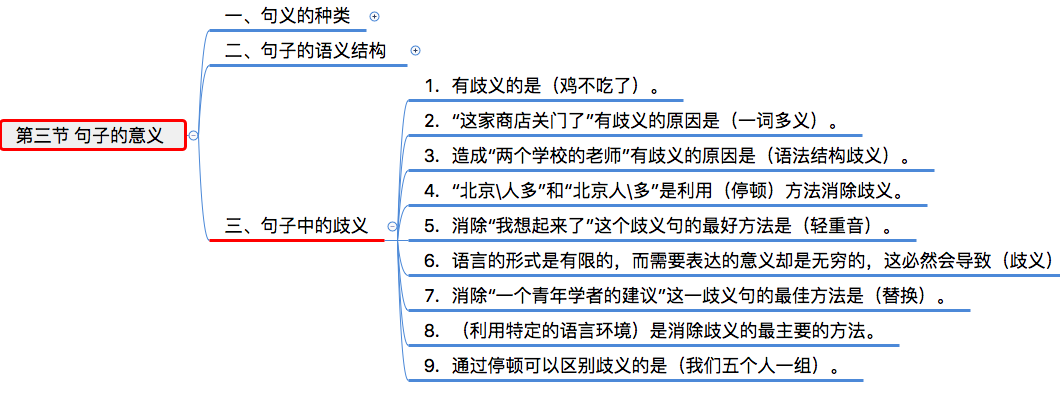 第三节 句子的意义
一、句义的种类
二、句子的语义结构
三、句子中的歧义
1. 有歧义的是（鸡不吃了）。
2. “这家商店关门了”有歧义的原因是（一词多义）。
3. 造成“两个学校的老师”有歧义的原因是（语法结构歧义）。
4. “北京\人多”和“北京人\多”是利用（停顿）方法消除歧义。
5. 消除“我想起来了”这个歧义句的最好方法是（轻重音）。
6. 语言的形式是有限的，而需要表达的意义却是无穷的，这必然会导致（歧义）
7. 消除“一个青年学者的建议”这一歧义句的最佳方法是（替换）。
8. （利用特定的语言环境）是消除歧义的最主要的方法。
9. 通过停顿可以区别歧义的是（我们五个人一组）。